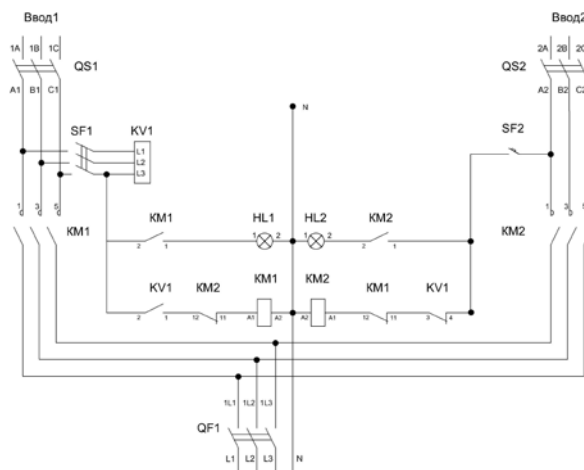 Ввод1 Ввод2
1A 1B 1C 2A 2B 2C
QS1 QS2
A1 B1 C1 A2 B2 C2
N
SF1 KV1 SF2
L1
L2
L3
1 3 5 1 3 5
KM1 HL1 HL2 KM2
KM1 KM2
2 1 1 2 1 2 2 1
KV1 KM2 KM1 KM2 KM1 KV1
2 1 12 11 A1 A2 A2 A1 12 11 3 4
1L1 1L2 1L3
QF1
L1 L2 L3 N